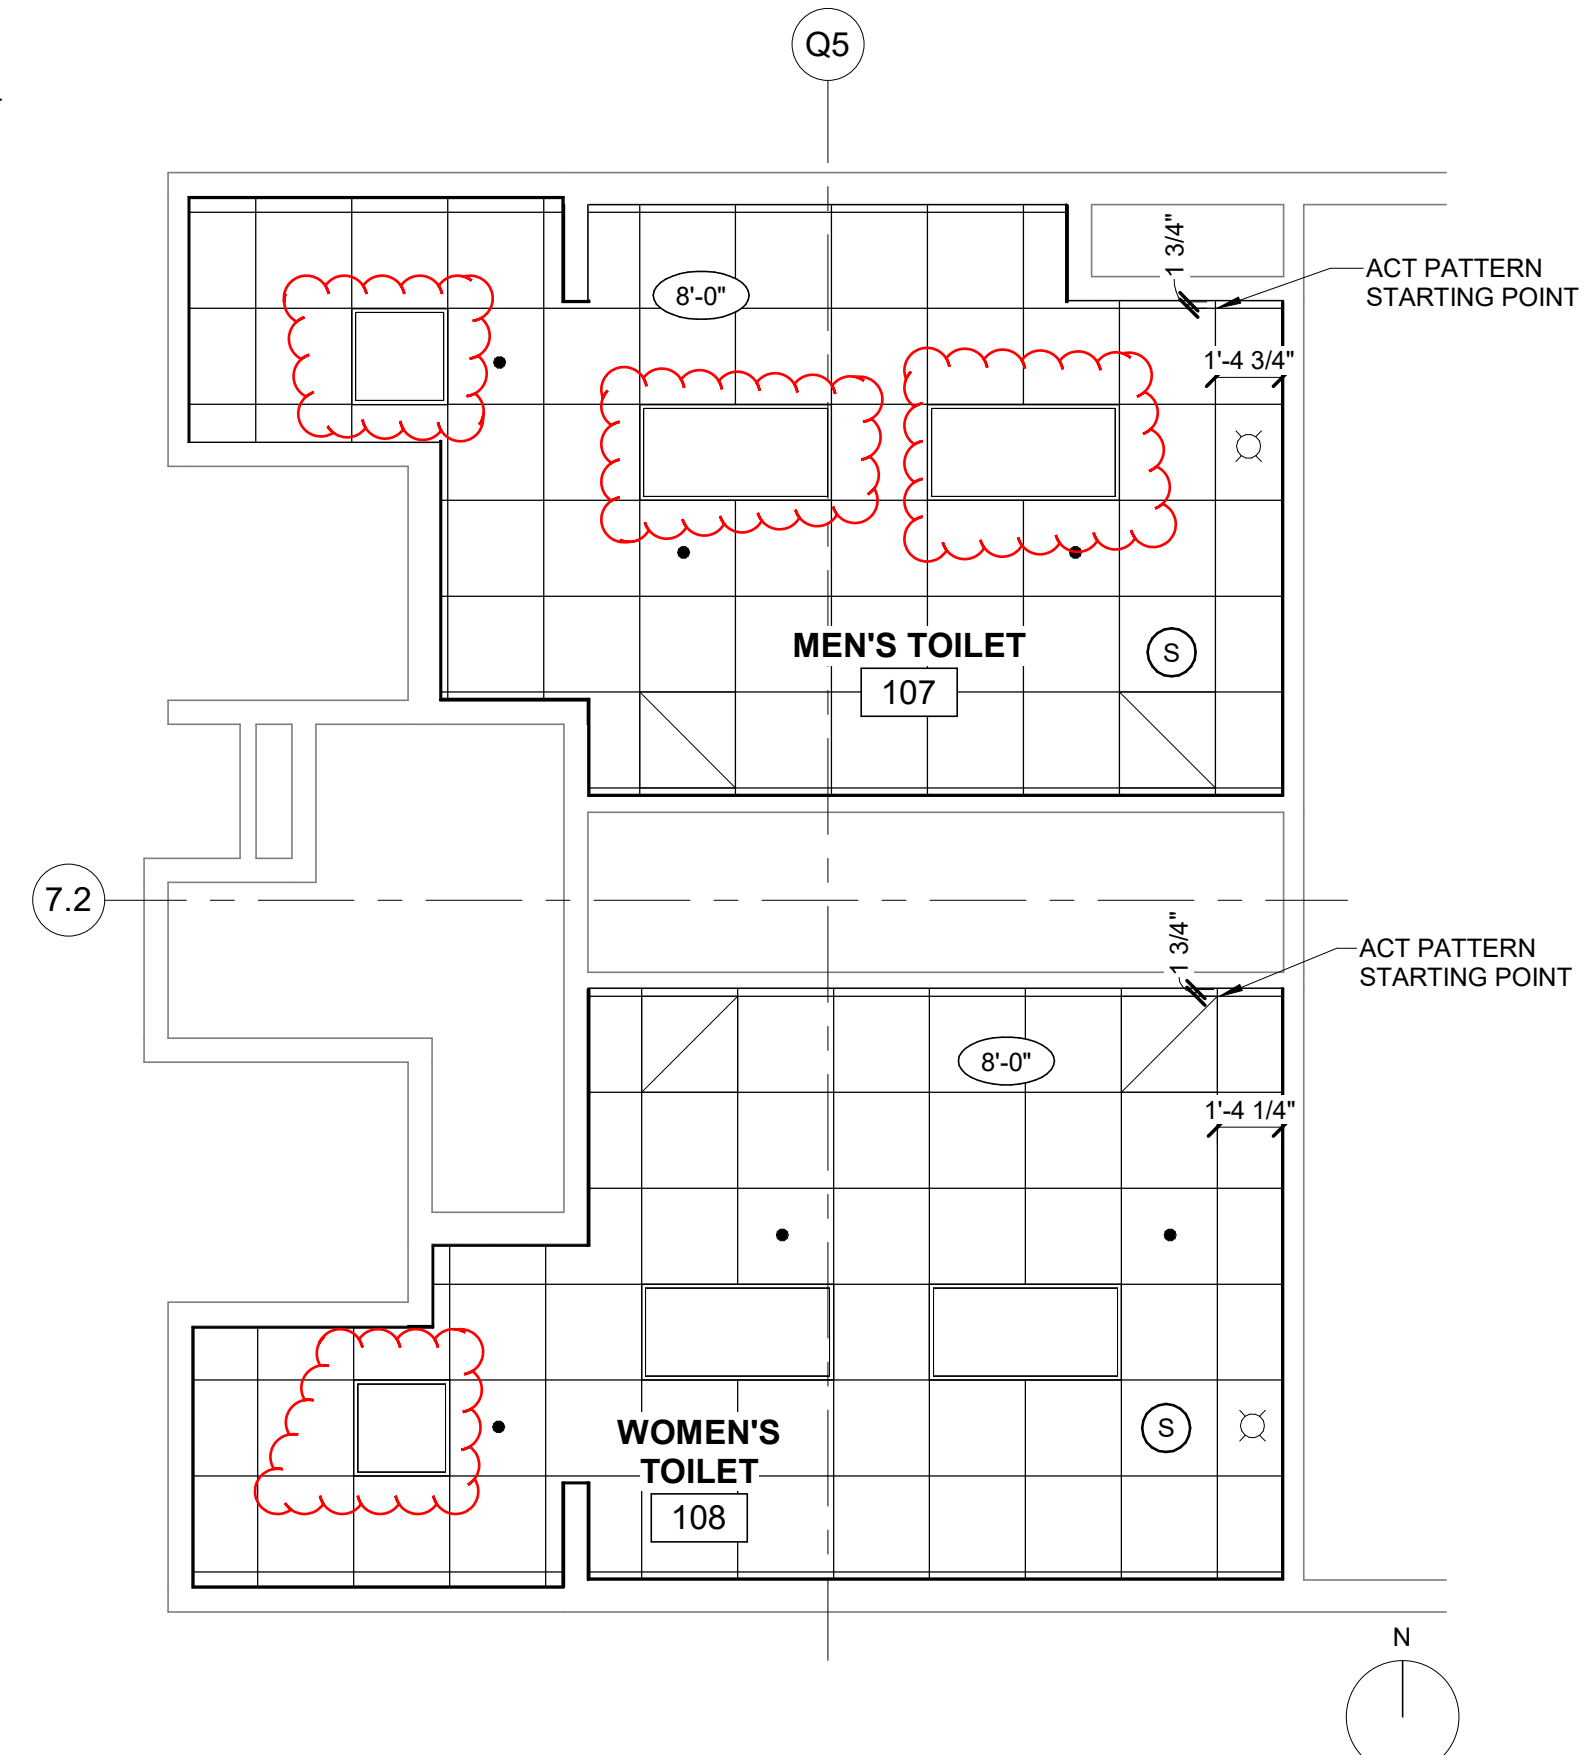 Q5
1 3/4"
ACT PATTERN
STARTING POINT
8'-0"
1'-4 3/4"
MEN'S TOILET
S
107
7.2
1 3/4"
ACT PATTERN
STARTING POINT
8'-0"
1'-4 1/4"
WOMEN'S
TOILET
S
108
N